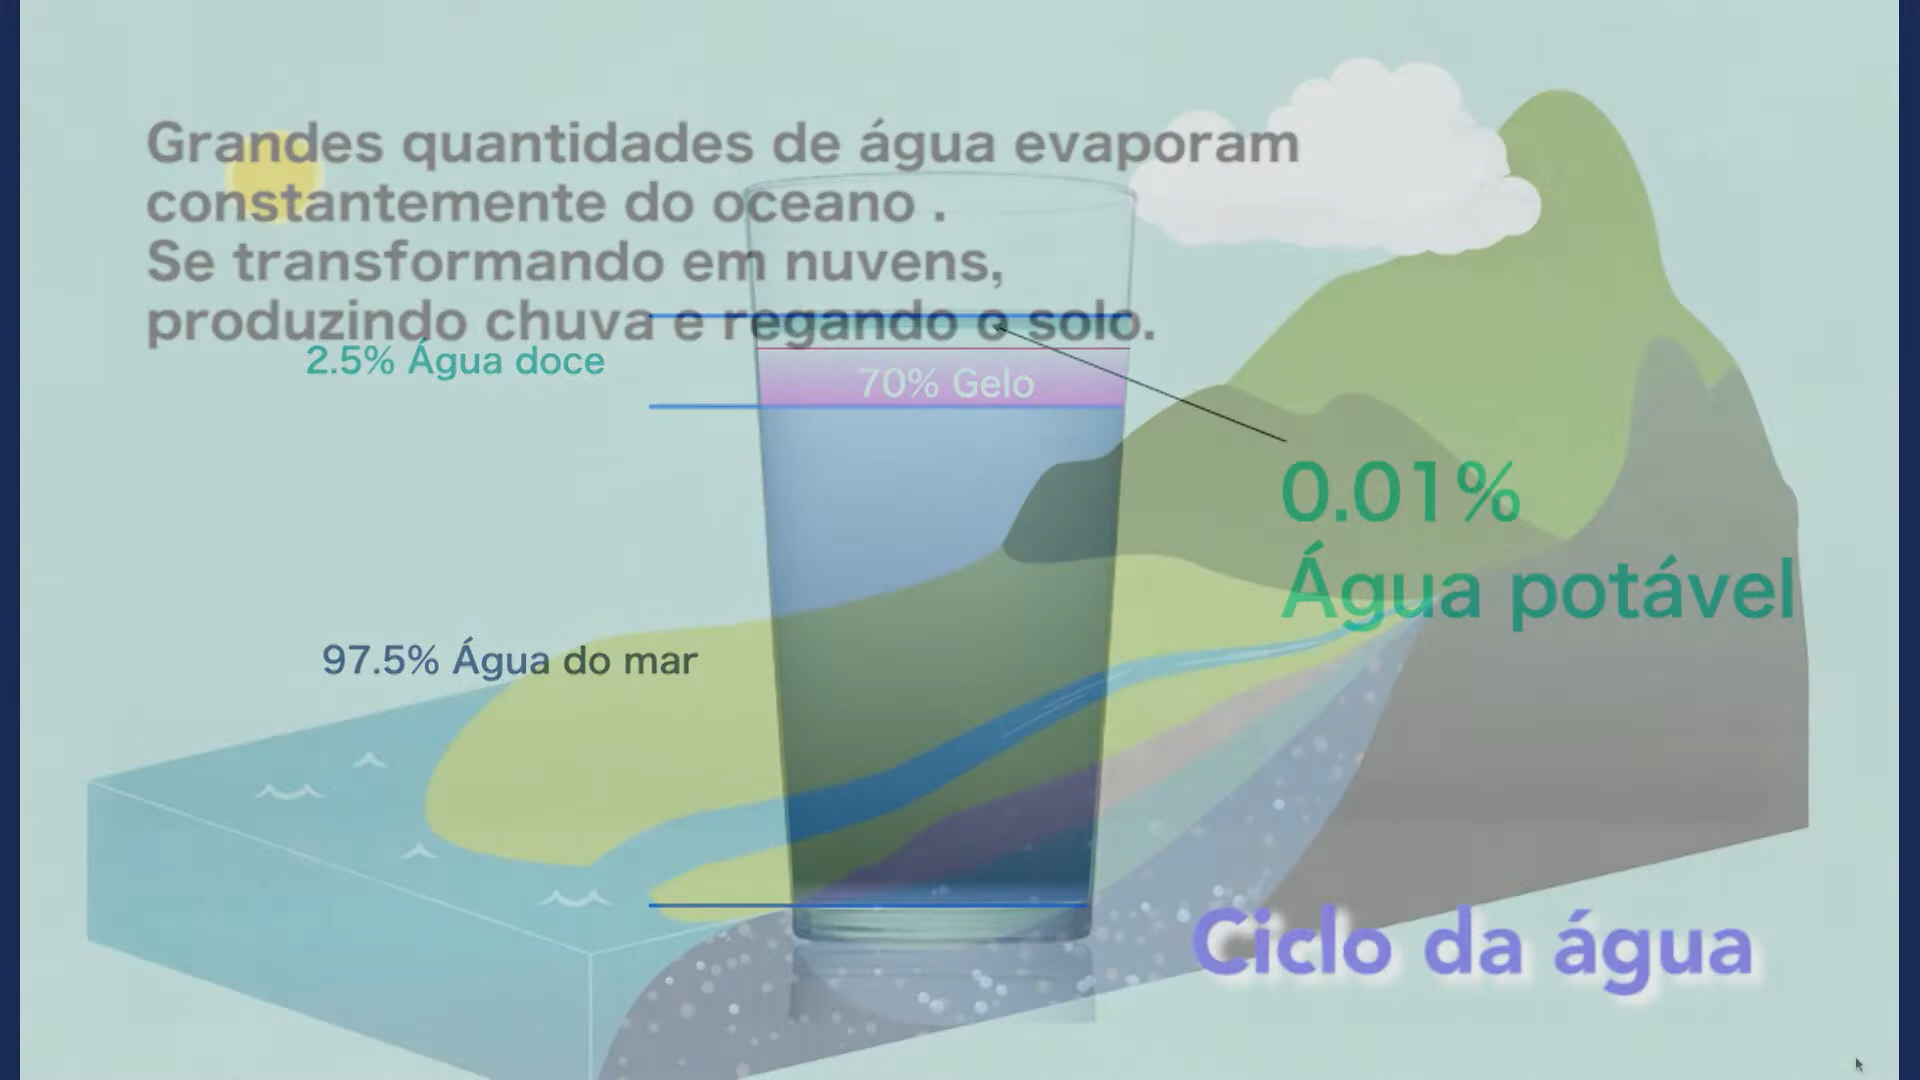 Grandes quantidades de água evaporam
constantemente do oceano .
Se transformando em nuvens,
produzindo chuva e regando o solo.
2.5% Água doce
70% Gelo
0.01%
Água potável
97.5% Água do mar
Ciclo da água